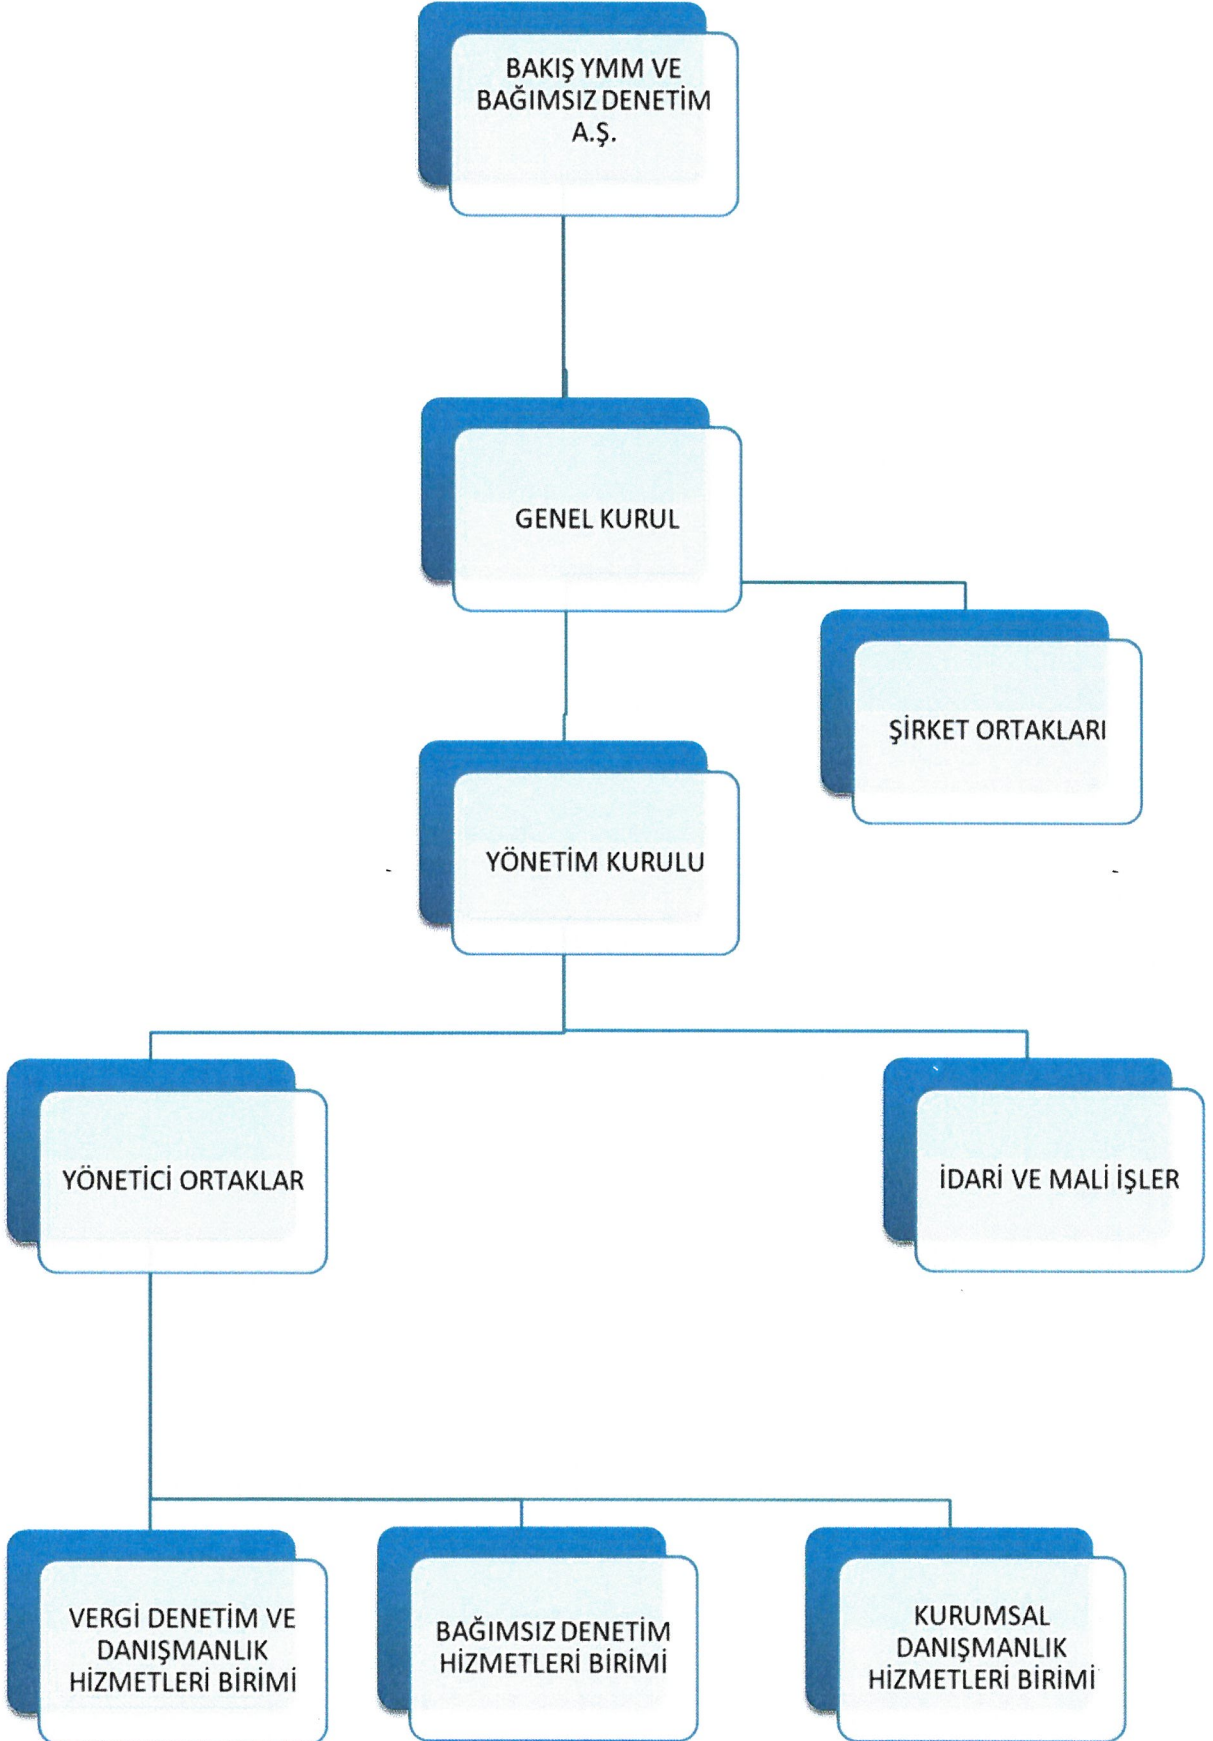 BAKIŞ YMM VE
BAĞIMSIZ DENETİM
A.Ş.
GENEL KURUL
ŞİRKET ORTAKLARI
YÖNETİM KURULU
YÖNETİCİ ORTAKLAR
İDARİ VE MALİ İŞLER
VERGİ DENETİM VE
DANIŞMANLIK
HİZMETLERİ BİRİMİ
BAĞIMSIZ DENETİM
HİZMETLERİ BİRİMİ
KURUMSAL
DANIŞMANLIK
HİZMETLERİ BİRİMİ